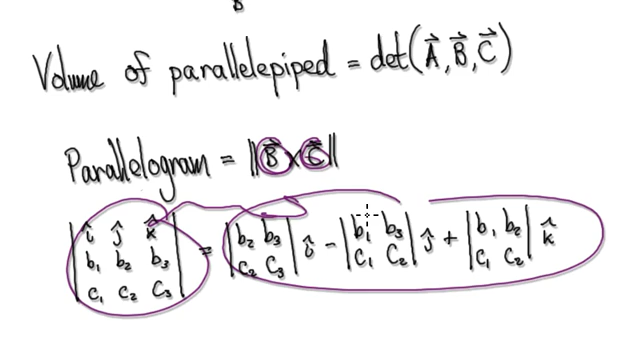 B
Volume of parallelepiped = det(A⃗, B⃗, C⃗)
Parallelogram = ||B⃗ × C⃗||
| î ĵ k̂ | = | b₂ b₃ | î - | b₁ b₃ | ĵ + | b₁ b₂ | k̂
| b₁ b₂ b₃ | | c₂ c₃ | | c₁ c₂ | | c₁ c₂ |
| c₁ c₂ c₃ |